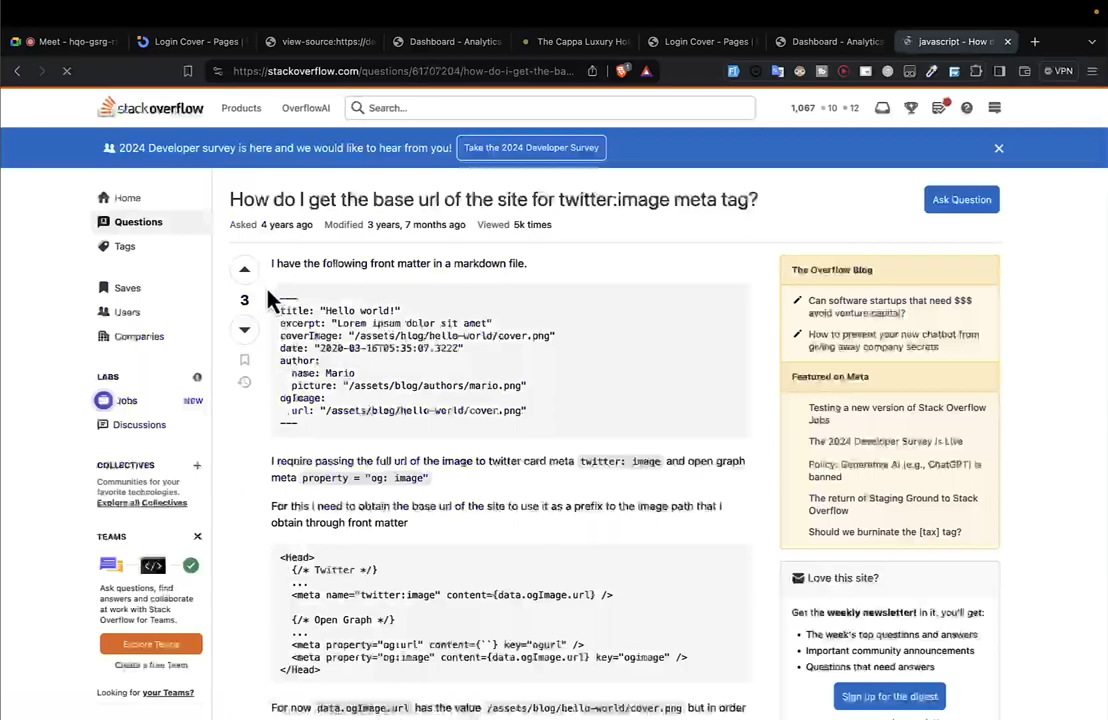 Meet - hqo-gsrg-r
Login Cover - Pages |
view-source:https://de
Dashboard - Analytics
The Cappa Luxury Ho
Login Cover - Pages |
Dashboard - Analytics
javascript - How d
https://stackoverflow.com/questions/61707204/how-do-i-get-the-ba...
VPN
stackoverflow
Products
OverflowAI
Search...
1,067 10 12
2024 Developer survey is here and we would like to hear from you!
Take the 2024 Developer Survey
Home
Questions
Tags
Saves
Users
Companies
LABS
Jobs
NEW
Discussions
COLLECTIVES
Communities for your favorite technologies.
Explore all Collectives
TEAMS
Ask questions, find
answers and collaborate
at work with Stack
Overflow for Teams.
Explore Teams
Create a free Team
Looking for your Teams?
How do I get the base url of the site for twitter:image meta tag?
Ask Question
Asked 4 years ago Modified 3 years, 7 months ago Viewed 5k times
3
I have the following front matter in a markdown file.
---
title: "Hello world!"
excerpt: "Lorem ipsum dolor sit amet"
coverImage: "/assets/blog/hello-world/cover.png"
date: "2020-03-16T05:35:07.322Z"
author:
name: Mario
picture: "/assets/blog/authors/mario.png"
ogImage:
url: "/assets/blog/hello-world/cover.png"
---
I require passing the full url of the image to twitter card meta twitter: image and open graph
meta property = "og: image"
For this I need to obtain the base url of the site to use it as a prefix to the image path that I
obtain through front matter
<Head>
{/* Twitter */}
...
<meta name="twitter:image" content={data.ogImage.url} />
{/* Open Graph */}
...
<meta property="og:url" content={``} key="ogurl" />
<meta property="og:image" content={data.ogImage.url} key="ogimage" />
</Head>
For now data.ogImage.url has the value /assets/blog/hello-world/cover.png but in order
The Overflow Blog
Can software startups that need $$$
avoid venture capital?
How to prevent your new chatbot from
giving away company secrets
Featured on Meta
Testing a new version of Stack Overflow
Jobs
The 2024 Developer Survey Is Live
Policy: Generative AI (e.g., ChatGPT) is
banned
The return of Staging Ground to Stack
Overflow
Should we burninate the [tax] tag?
Love this site?
Get the weekly newsletter! In it, you'll get:
The week's top questions and answers
Important community announcements
Questions that need answers
Sign up for the digest